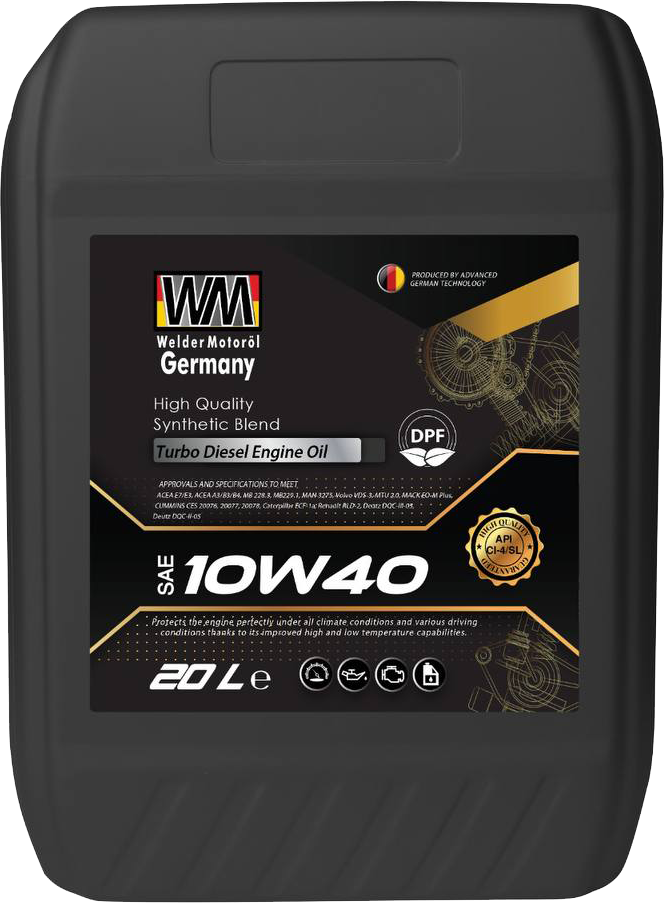 PRODUCED BY ADVANCED
GERMAN TECHNOLOGY
WM
Welder Motoröl
Germany
High Quality
Synthetic Blend
Turbo Diesel Engine Oil
DPF
APPROVALS AND SPECIFICATIONS TO MEET
ACEA E7/E3, ACEA A3/B3/B4, MB 228.3, MB229.1, MAN 3275, Volvo VDS-3, MTU 2.0, MACK EO-M Plus,
CUMMINS CES 20076, 20077, 20078, Caterpillar ECF-1a, Renault RLD-2, Deutz DQC-III-05,
Deutz DQC-II-05
HIGH QUALITY
API
CI-4/SL
GUARANTEED
SAE 10W40
Protects the engine perfectly under all climate conditions and various driving
conditions thanks to its improved high and low temperature capabilities.
20 L e